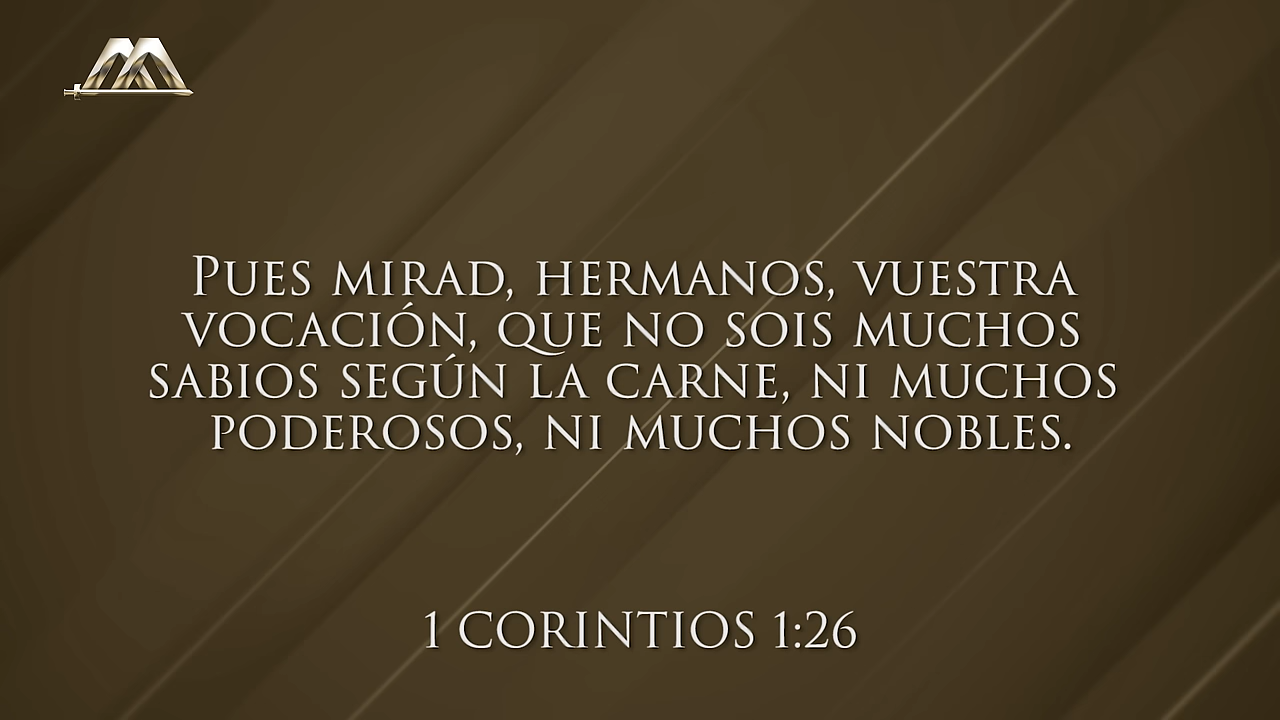 Pues mirad, hermanos, vuestra
vocación, que no sois muchos
sabios según la carne, ni muchos
poderosos, ni muchos nobles.
1 CORINTIOS 1:26